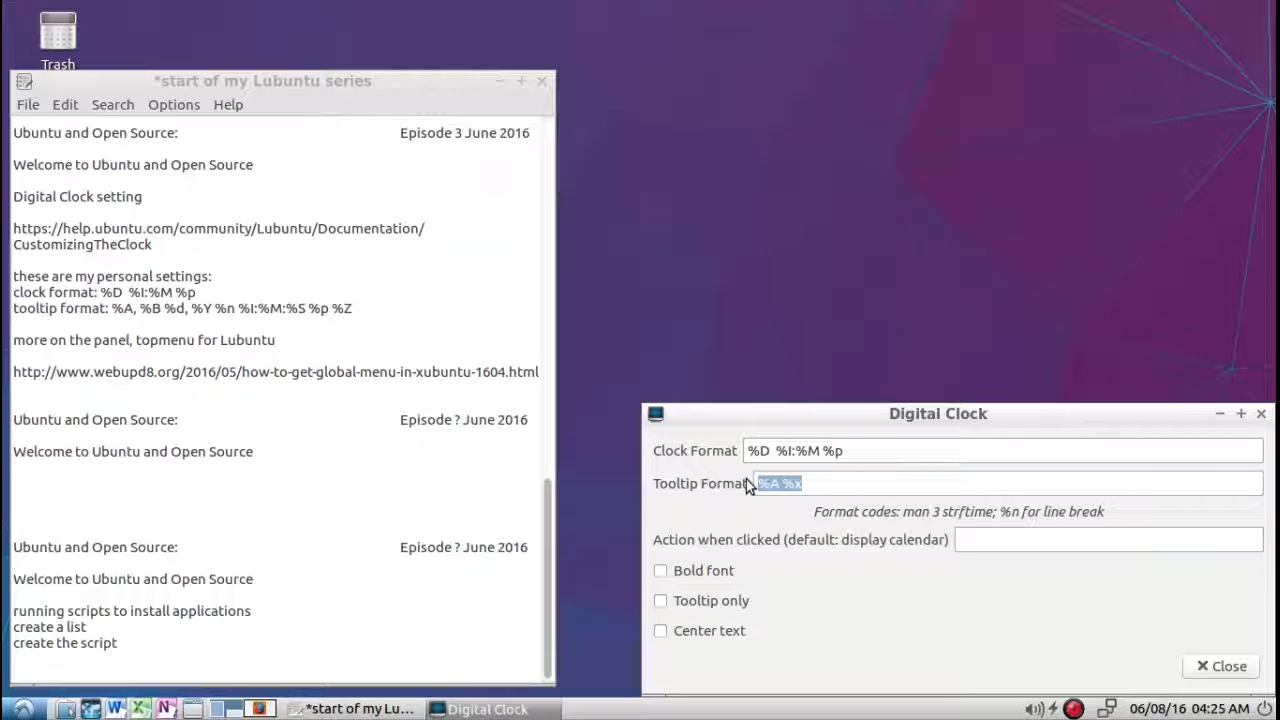 Trash
*start of my Lubuntu series
File Edit Search Options Help
Ubuntu and Open Source: Episode 3 June 2016
Welcome to Ubuntu and Open Source
Digital Clock setting
https://help.ubuntu.com/community/Lubuntu/Documentation/
CustomizingTheClock
these are my personal settings:
clock format: %D  %I:%M %p
tooltip format: %A, %B %d, %Y %n %I:%M:%S %p %Z
more on the panel, topmenu for Lubuntu
http://www.webupd8.org/2016/05/how-to-get-global-menu-in-xubuntu-1604.html
Ubuntu and Open Source: Episode ? June 2016
Welcome to Ubuntu and Open Source
Ubuntu and Open Source: Episode ? June 2016
Welcome to Ubuntu and Open Source
running scripts to install applications
create a list
create the script
Digital Clock
Clock Format %D  %I:%M %p
Tooltip Format %A %x
Format codes: man 3 strftime; %n for line break
Action when clicked (default: display calendar)
Bold font
Tooltip only
Center text
Close
*start of my Lu... Digital Clock 06/08/16 04:25 AM